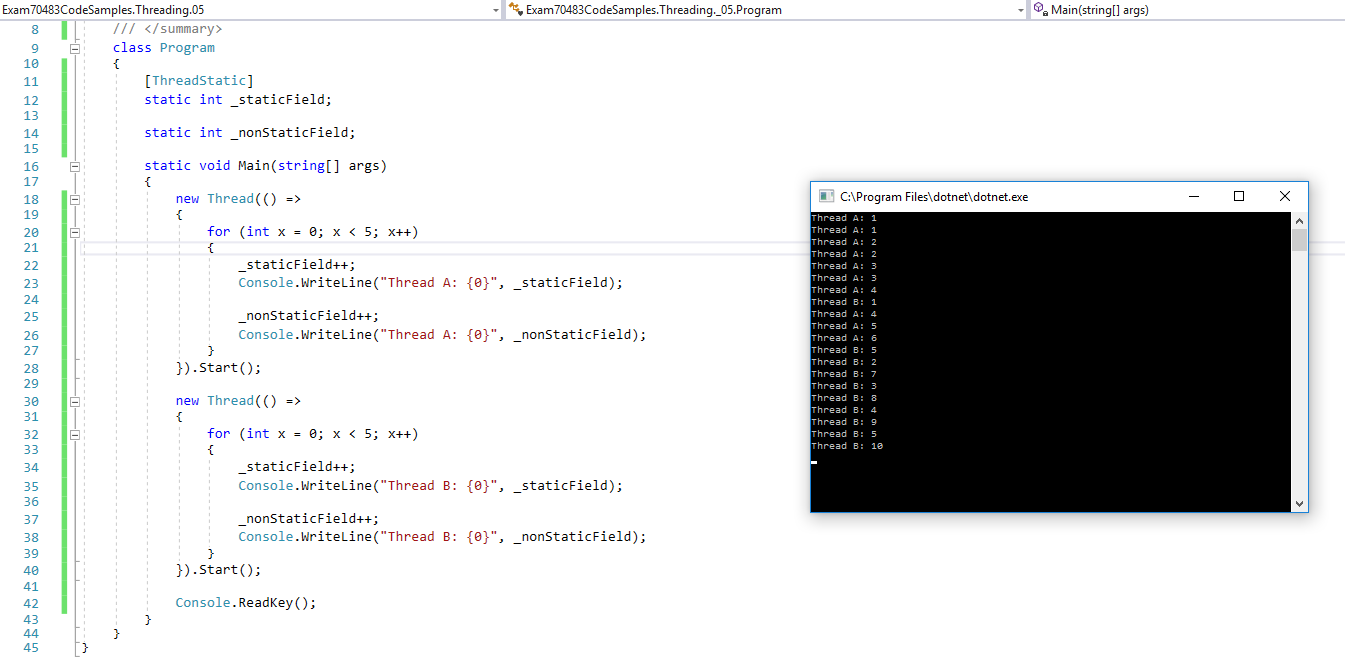 Exam70483CodeSamples.Threading.05
Exam70483CodeSamples.Threading._05.Program
Main(string[] args)
8 /// </summary>
9 class Program
10 {
11 [ThreadStatic]
12 static int _staticField;
13
14 static int _nonStaticField;
15
16 static void Main(string[] args)
17 {
18 new Thread(() =>
19 {
20 for (int x = 0; x < 5; x++)
21 {
22 _staticField++;
23 Console.WriteLine("Thread A: {0}", _staticField);
24
25 _nonStaticField++;
26 Console.WriteLine("Thread A: {0}", _nonStaticField);
27 }
28 }).Start();
29
30 new Thread(() =>
31 {
32 for (int x = 0; x < 5; x++)
33 {
34 _staticField++;
35 Console.WriteLine("Thread B: {0}", _staticField);
36
37 _nonStaticField++;
38 Console.WriteLine("Thread B: {0}", _nonStaticField);
39 }
40 }).Start();
41
42 Console.ReadKey();
43 }
44 }
45 }
C:\Program Files\dotnet\dotnet.exe
Thread A: 1
Thread A: 1
Thread A: 2
Thread A: 2
Thread A: 3
Thread A: 3
Thread A: 4
Thread B: 1
Thread A: 4
Thread A: 5
Thread A: 6
Thread B: 5
Thread B: 2
Thread B: 7
Thread B: 3
Thread B: 8
Thread B: 4
Thread B: 9
Thread B: 5
Thread B: 10